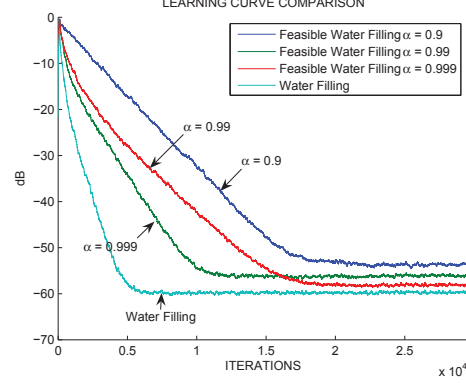 LEARNING CURVE COMPARISON
0
−10
−20
−30
−40
−50
−60
−70
dB
Feasible Water Filling α = 0.9
Feasible Water Filling α = 0.99
Feasible Water Filling α = 0.999
Water Filling
α = 0.99
α = 0.9
α = 0.999
Water Filling
0 0.5 1 1.5 2 2.5
ITERATIONS
x 10⁴